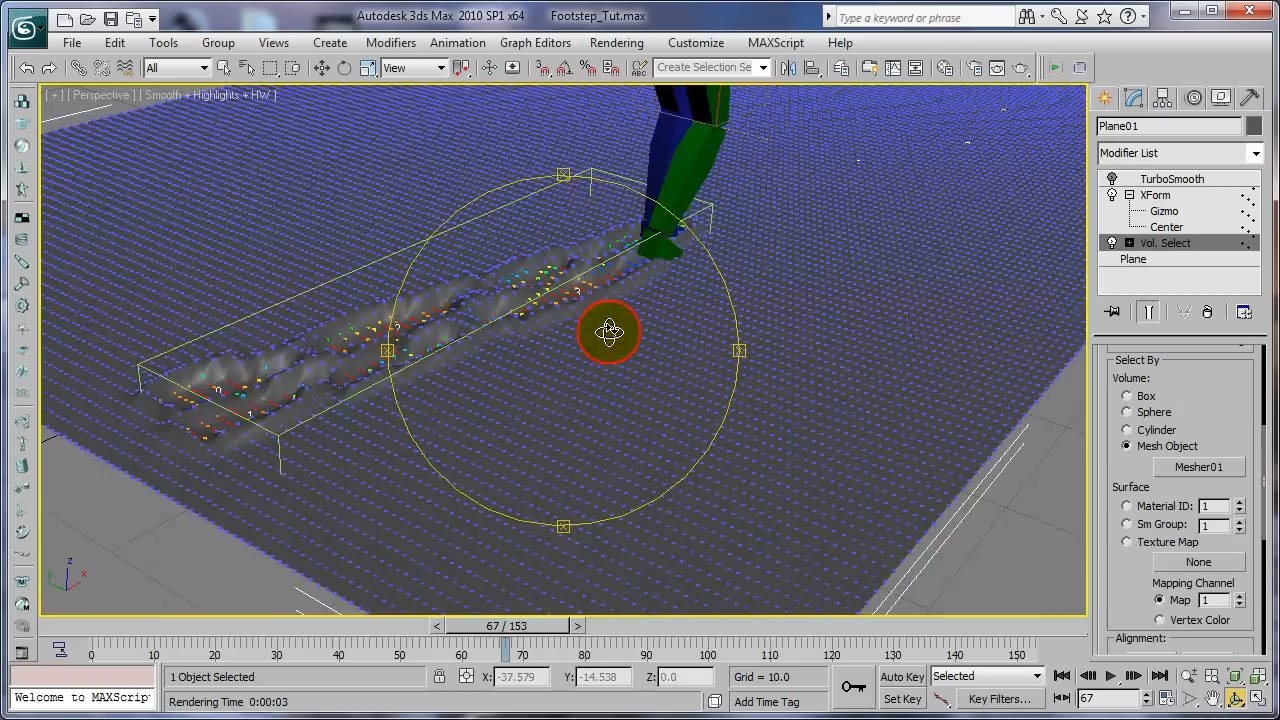 Autodesk 3ds Max 2010 SP1 x64 Footstep_Tut.max
Type a keyword or phrase
File Edit Tools Group Views Create Modifiers Animation Graph Editors Rendering Customize MAXScript Help
All View Create Selection Se
[ + ] [ Perspective ] [ Smooth + Highlights + HW ]
Plane01
Modifier List
TurboSmooth
XForm
Gizmo
Center
Vol. Select
Plane
Select By
Volume:
Box
Sphere
Cylinder
Mesh Object
Mesher01
Surface
Material ID: 1
Sm Group: 1
Texture Map
None
Mapping Channel
Map 1
Vertex Color
Alignment:
0
1
2
3
z
y x
< 67 / 153 >
0 10 20 30 40 50 60 70 80 90 100 110 120 130 140 150
1 Object Selected X: -37.579 Y: -14.538 Z: 0.0 Grid = 10.0 Auto Key Selected
Welcome to MAXScrip Rendering Time 0:00:03 Add Time Tag Set Key Key Filters... 67